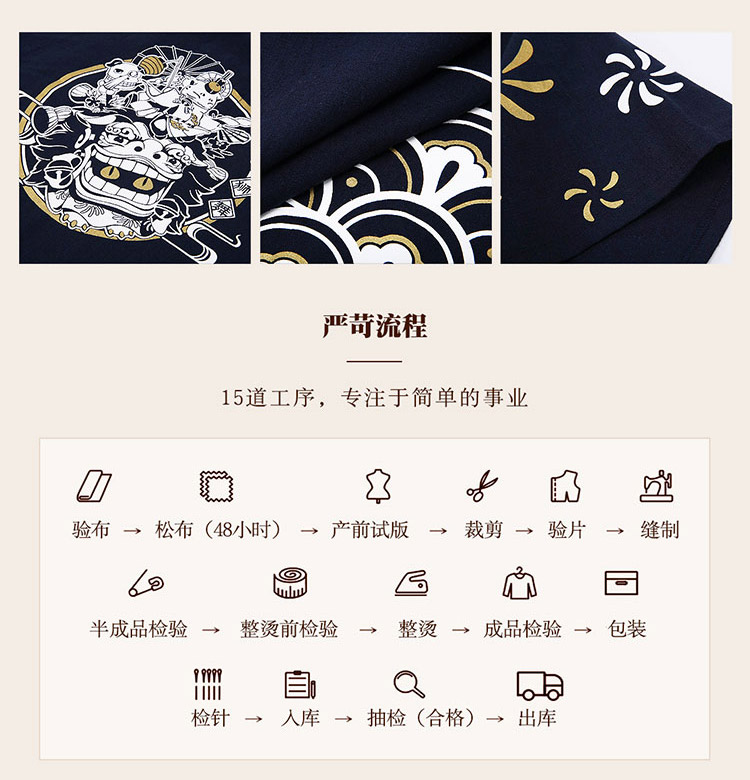 严苛流程
15道工序，专注于简单的事业
验布 → 松布（48小时） → 产前试版 → 裁剪 → 验片 → 缝制
半成品检验 → 整烫前检验 → 整烫 → 成品检验 → 包装
检针 → 入库 → 抽检（合格）→ 出库